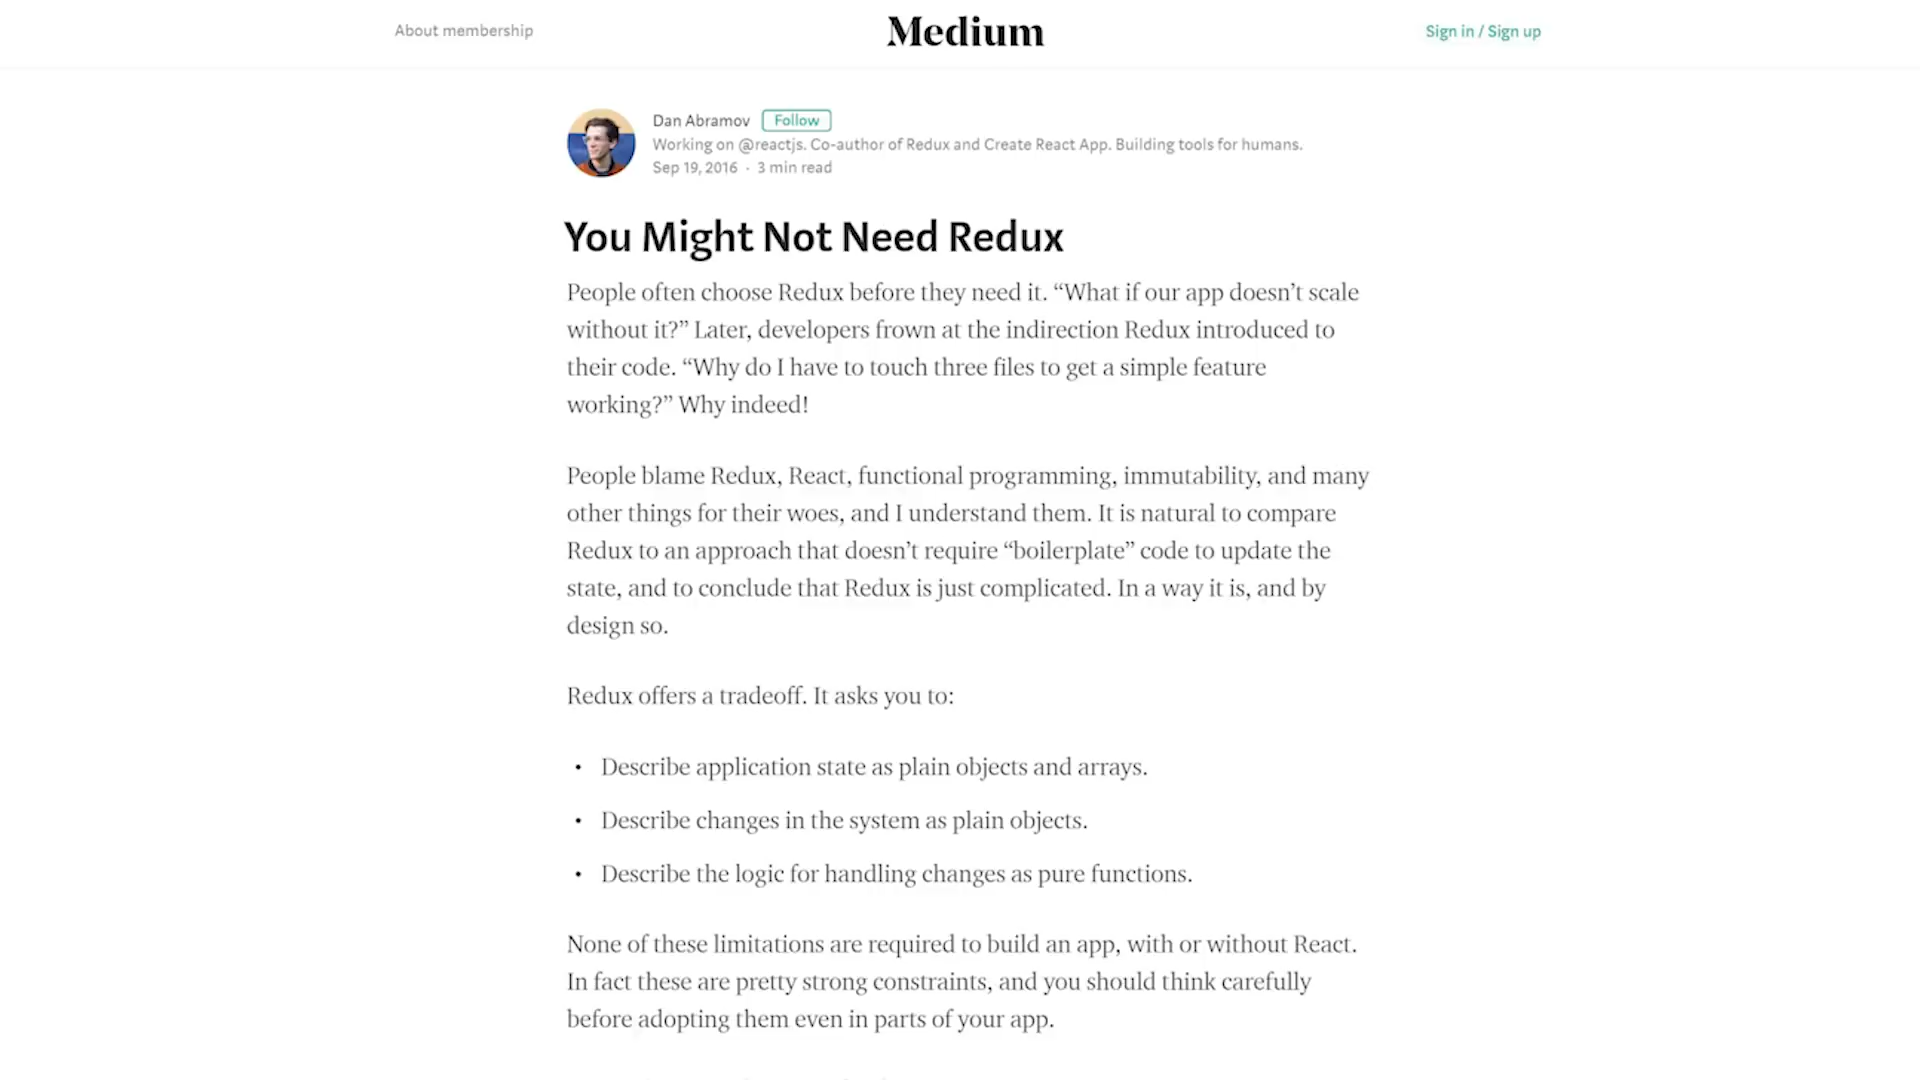 About membership
Medium
Sign in / Sign up
Dan Abramov Follow
Working on @reactjs. Co-author of Redux and Create React App. Building tools for humans.
Sep 19, 2016 · 3 min read
You Might Not Need Redux
People often choose Redux before they need it. “What if our app doesn’t scale
without it?” Later, developers frown at the indirection Redux introduced to
their code. “Why do I have to touch three files to get a simple feature
working?” Why indeed!
People blame Redux, React, functional programming, immutability, and many
other things for their woes, and I understand them. It is natural to compare
Redux to an approach that doesn’t require “boilerplate” code to update the
state, and to conclude that Redux is just complicated. In a way it is, and by
design so.
Redux offers a tradeoff. It asks you to:
• Describe application state as plain objects and arrays.
• Describe changes in the system as plain objects.
• Describe the logic for handling changes as pure functions.
None of these limitations are required to build an app, with or without React.
In fact these are pretty strong constraints, and you should think carefully
before adopting them even in parts of your app.